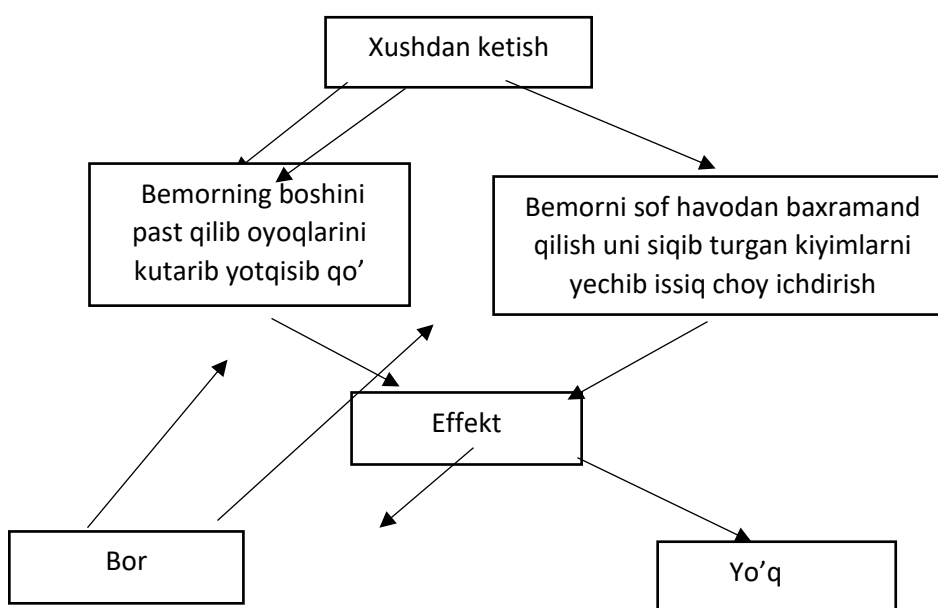 Xushdan ketish
Bemorning boshini
past qilib oyoqlarini
kutarib yotqisib qo’
Bemorni sof havodan baxramand
qilish uni siqib turgan kiyimlarni
yechib issiq choy ichdirish
Effekt
Bor
Yo’q